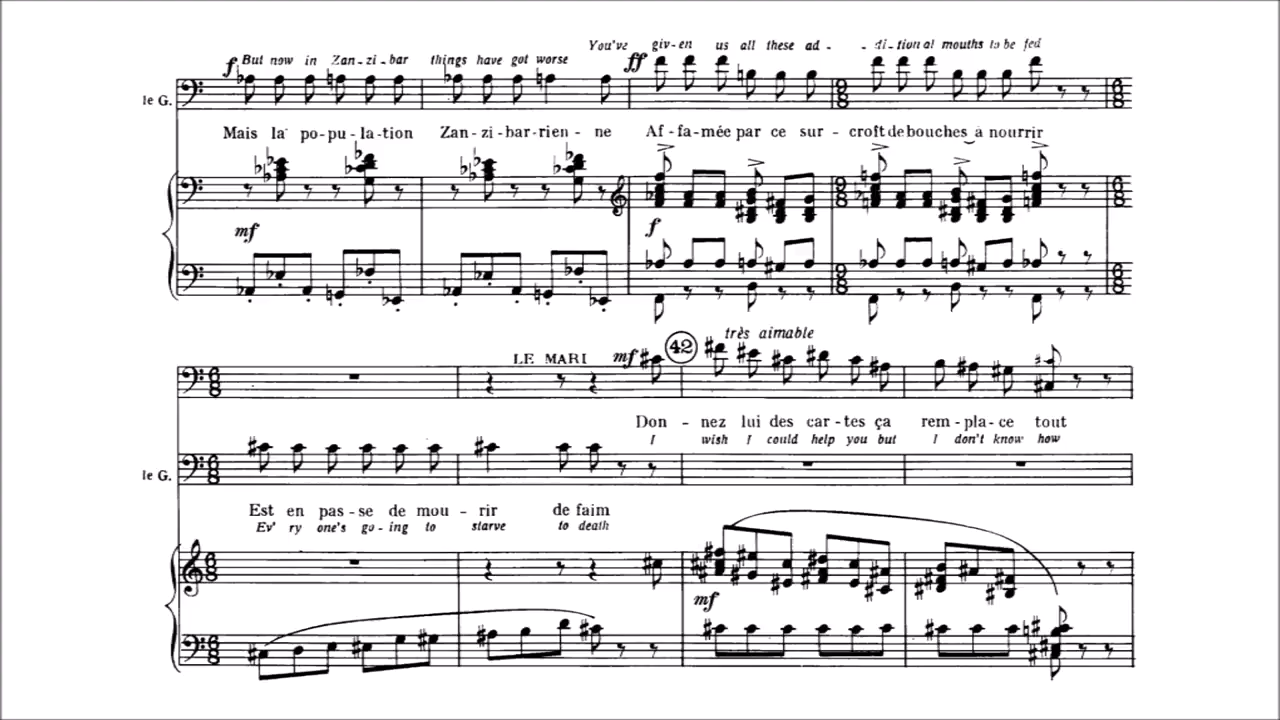 You've giv-en us all these ad - - di-tional mouths to be fed
f But now in Zan-zi-bar things have got worse ff
le G.
Mais la po-pu-la-tion Zan-zi-bar-rien-ne Af-fa-mée par ce sur-croît de bouches à nourrir
mf f
LE MARI mf 42 très aimable
Don-nez lui des car-tes ça rem-pla-ce tout
I wish I could help you but I don't know how
le G.
Est en pas-se de mou-rir de faim
Ev' ry one's go-ing to starve to death
mf